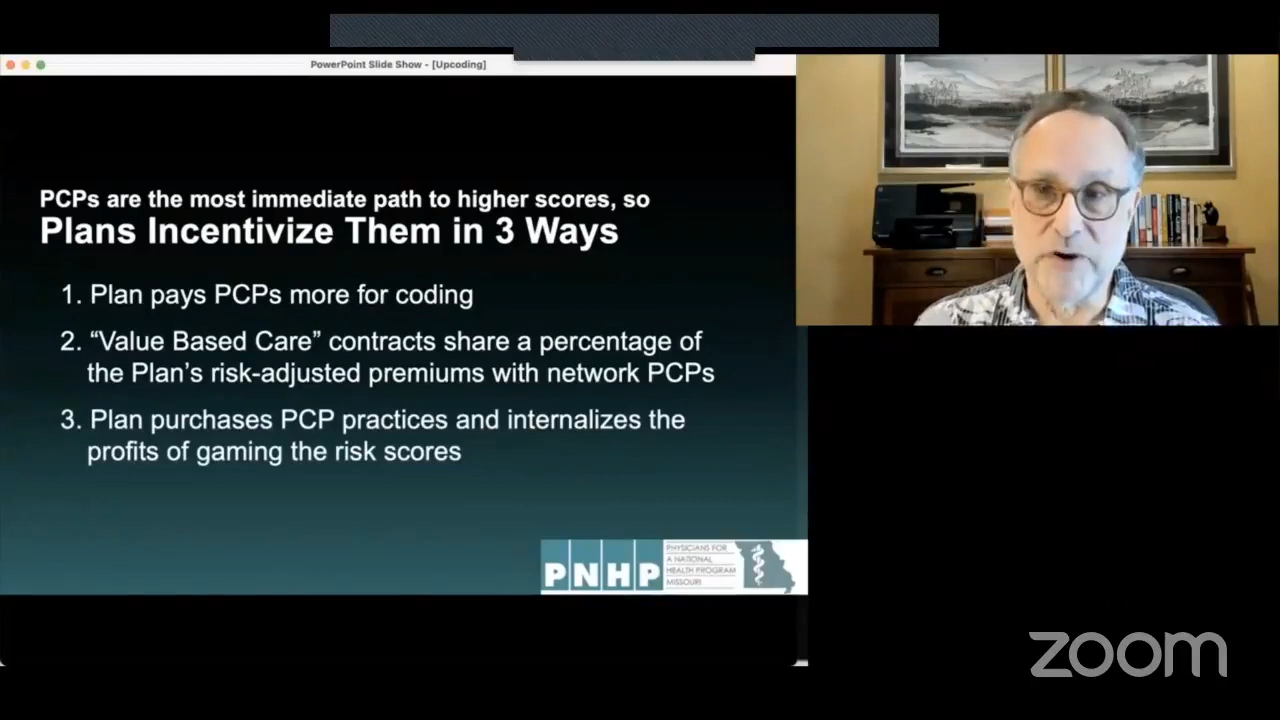 PowerPoint Slide Show - [Upcoding]
PCPs are the most immediate path to higher scores, so
Plans Incentivize Them in 3 Ways
1. Plan pays PCPs more for coding
2. “Value Based Care” contracts share a percentage of
the Plan’s risk-adjusted premiums with network PCPs
3. Plan purchases PCP practices and internalizes the
profits of gaming the risk scores
PNHP
PHYSICIANS FOR
A NATIONAL
HEALTH PROGRAM
MISSOURI
zoom